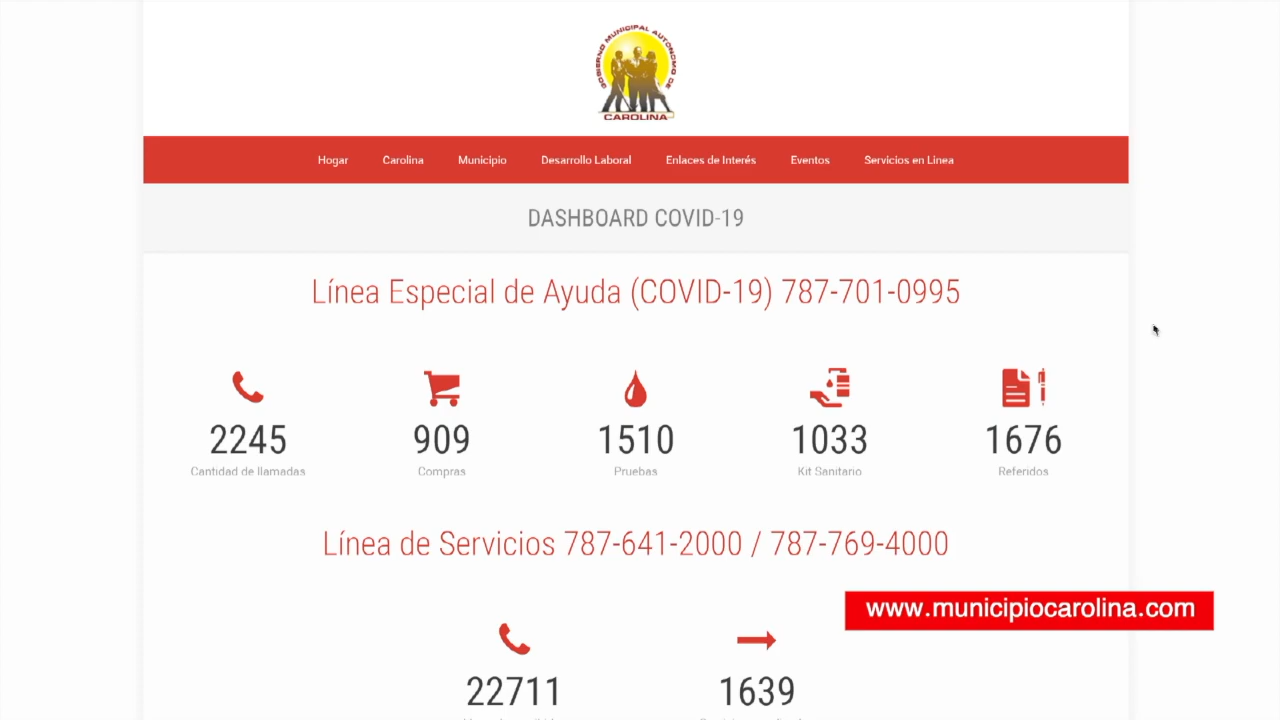 GOBIERNO MUNICIPAL AUTONOMO DE
CAROLINA
Hogar Carolina Municipio Desarrollo Laboral Enlaces de Interés Eventos Servicios en Linea
DASHBOARD COVID-19
Línea Especial de Ayuda (COVID-19) 787-701-0995
2245 909 1510 1033 1676
Cantidad de llamadas Compras Pruebas Kit Sanitario Referidos
Línea de Servicios 787-641-2000 / 787-769-4000
www.municipiocarolina.com
22711 1639